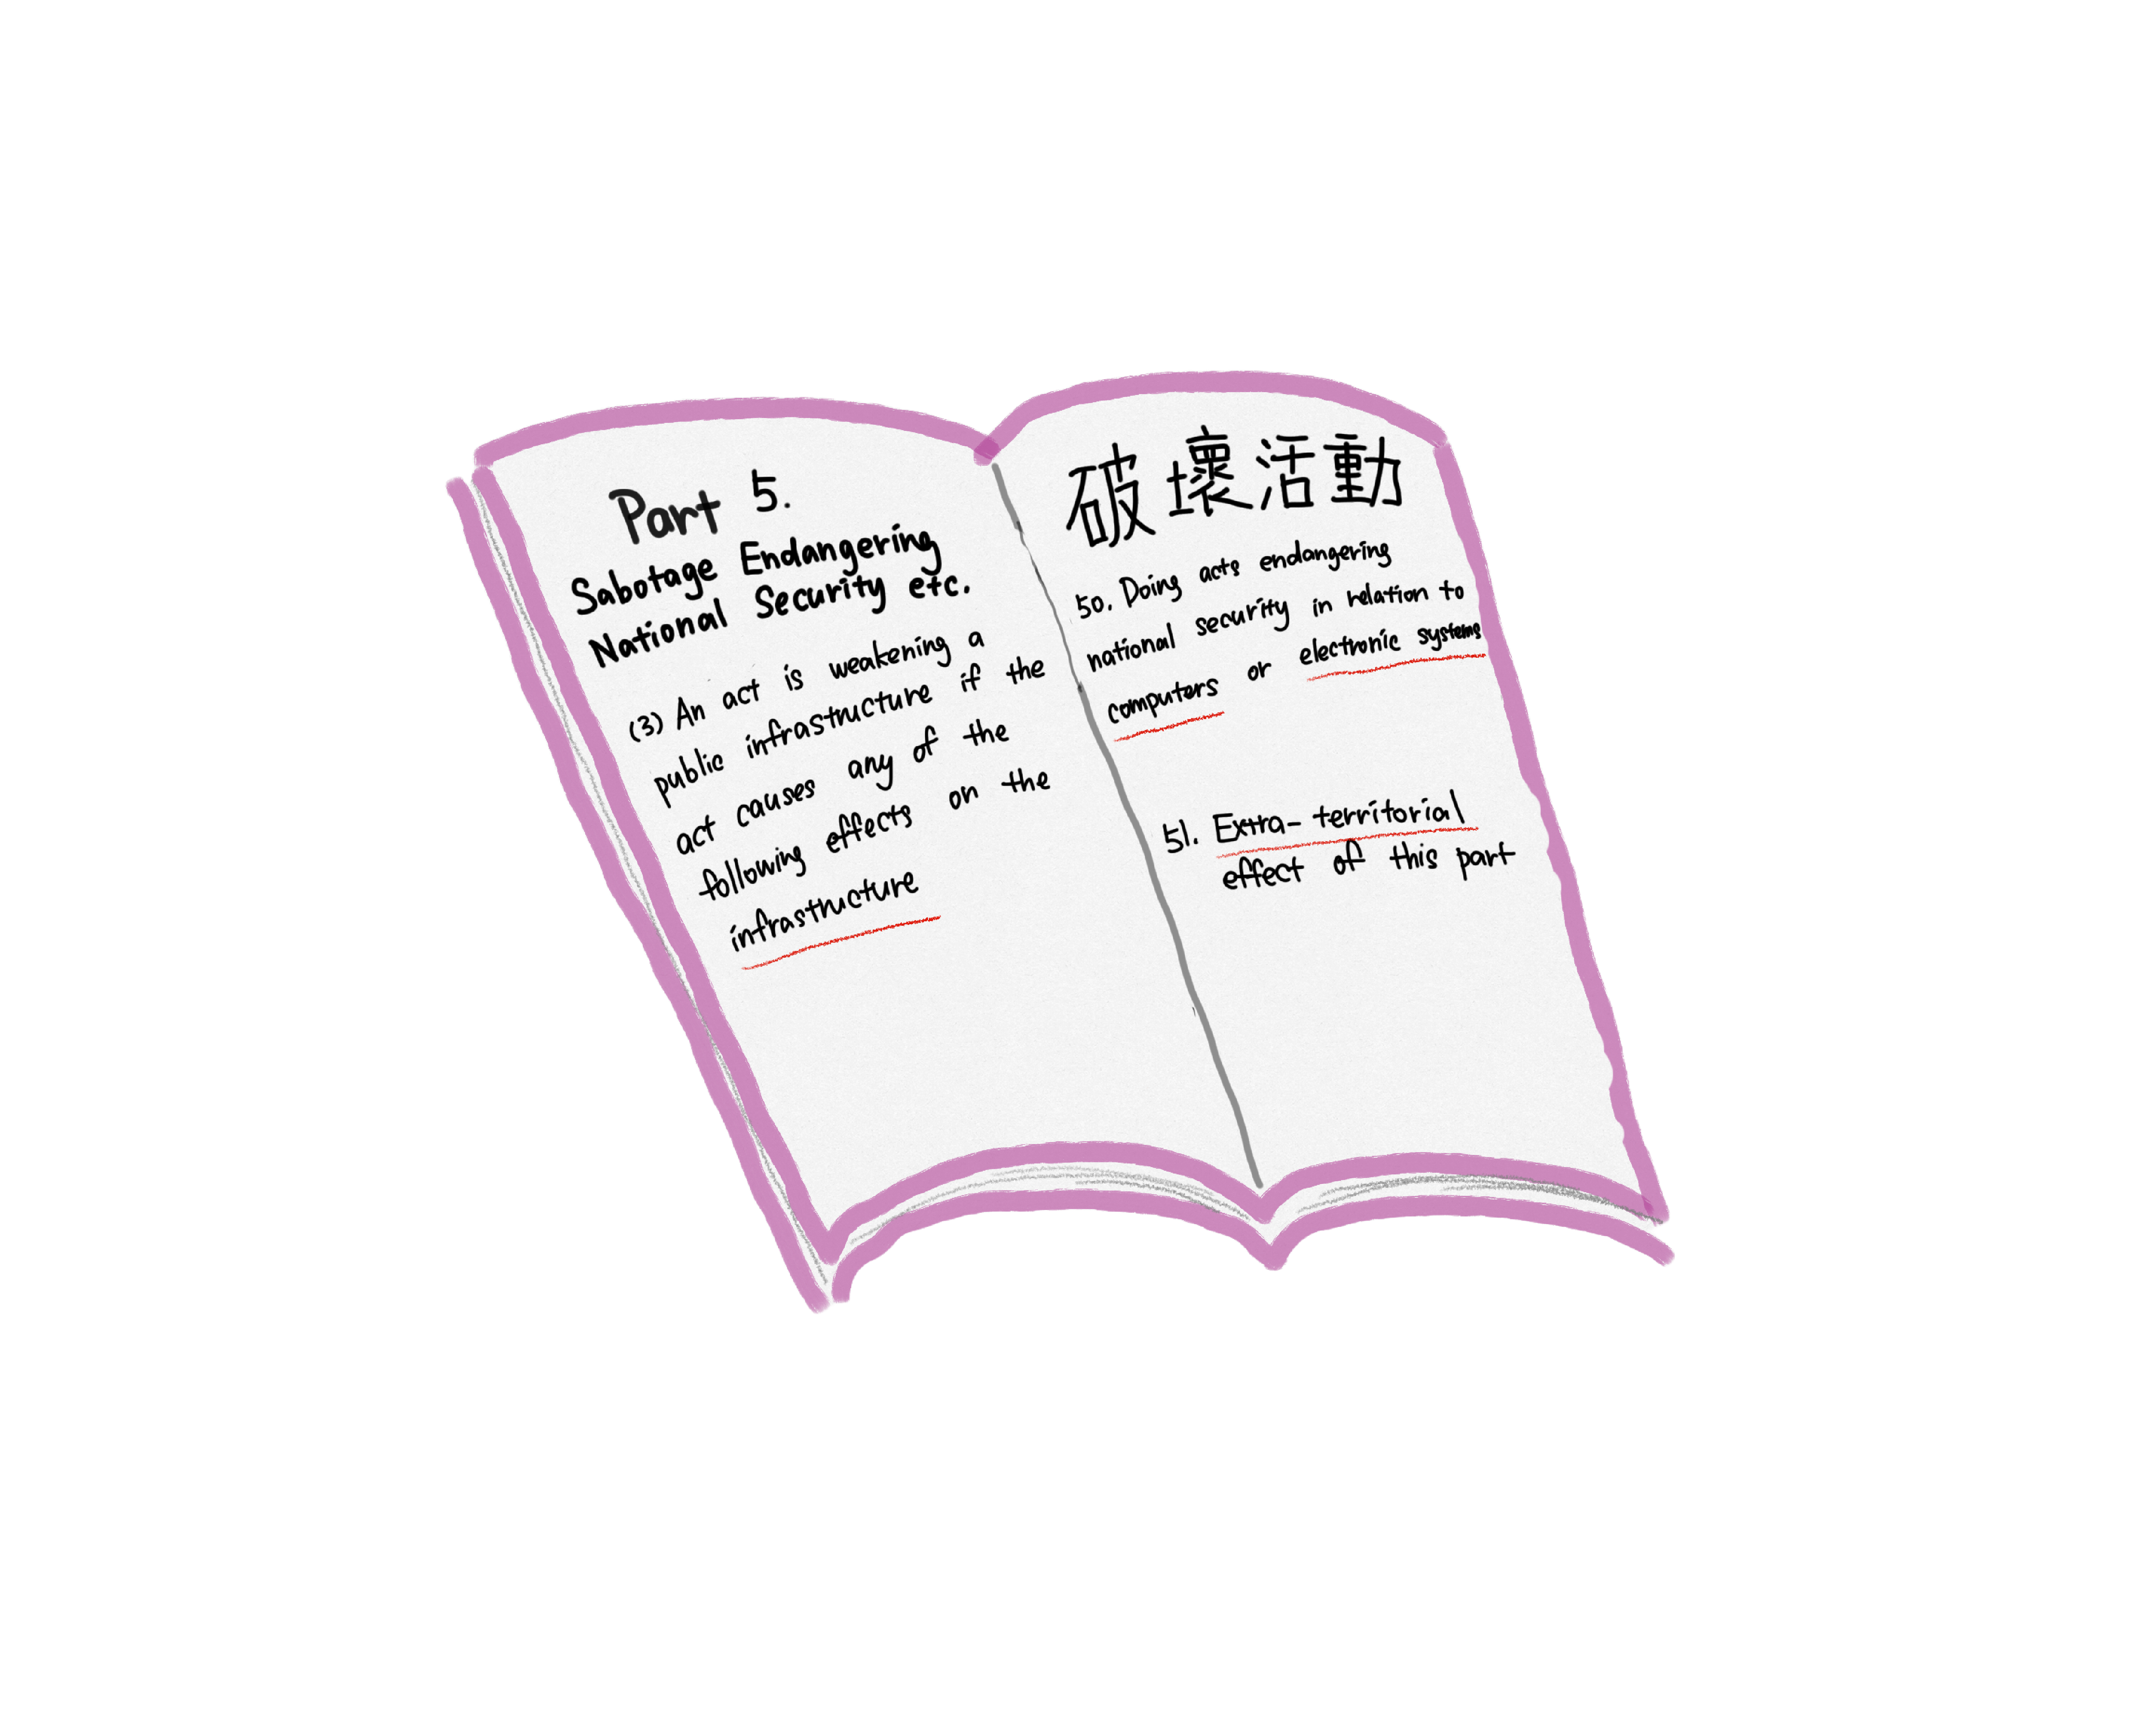 Part 5.
Sabotage Endangering
National Security etc.
(3) An act is weakening a
public infrastructure if the
act causes any of the
following effects on the
infrastructure
破壞活動
50. Doing acts endangering
national security in relation to
computers or electronic systems
51. Extra-territorial
effect of this part